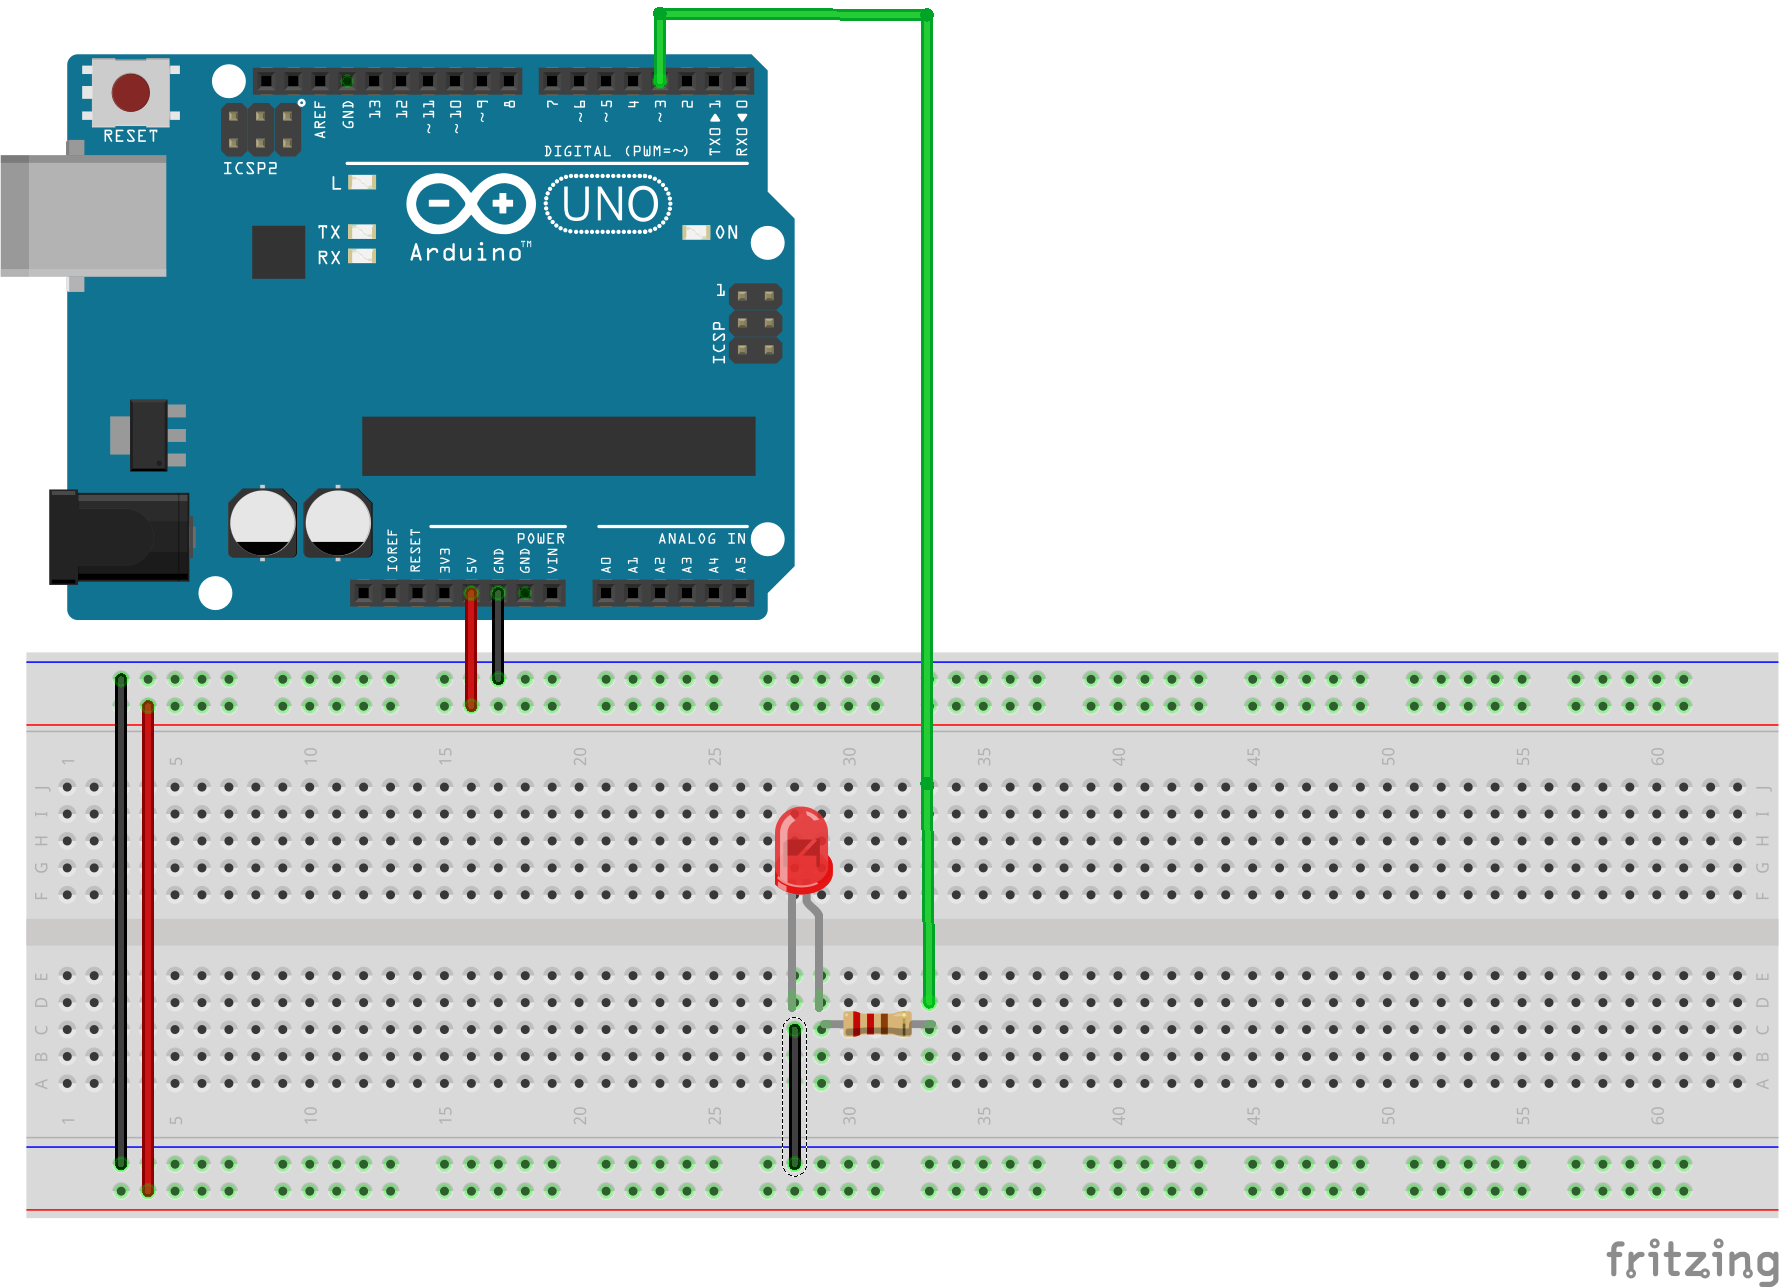 RESET
ICSP2
AREF
GND
13
12
~11
~10
~9
8
7
~6
~5
4
~3
2
TX0▶1
RX0◀0
DIGITAL (PWM=~)
L
TX
RX
Arduino™
UNO
ON
1
ICSP
IOREF
RESET
3V3
5V
GND
GND
VIN
POWER
A0
A1
A2
A3
A4
A5
ANALOG IN
1 5 10 15 20 25 30 35 40 45 50 55 60
J J
I I
H H
G G
F F
E E
D D
C C
B B
A A
1 5 10 15 20 25 30 35 40 45 50 55 60
fritzing